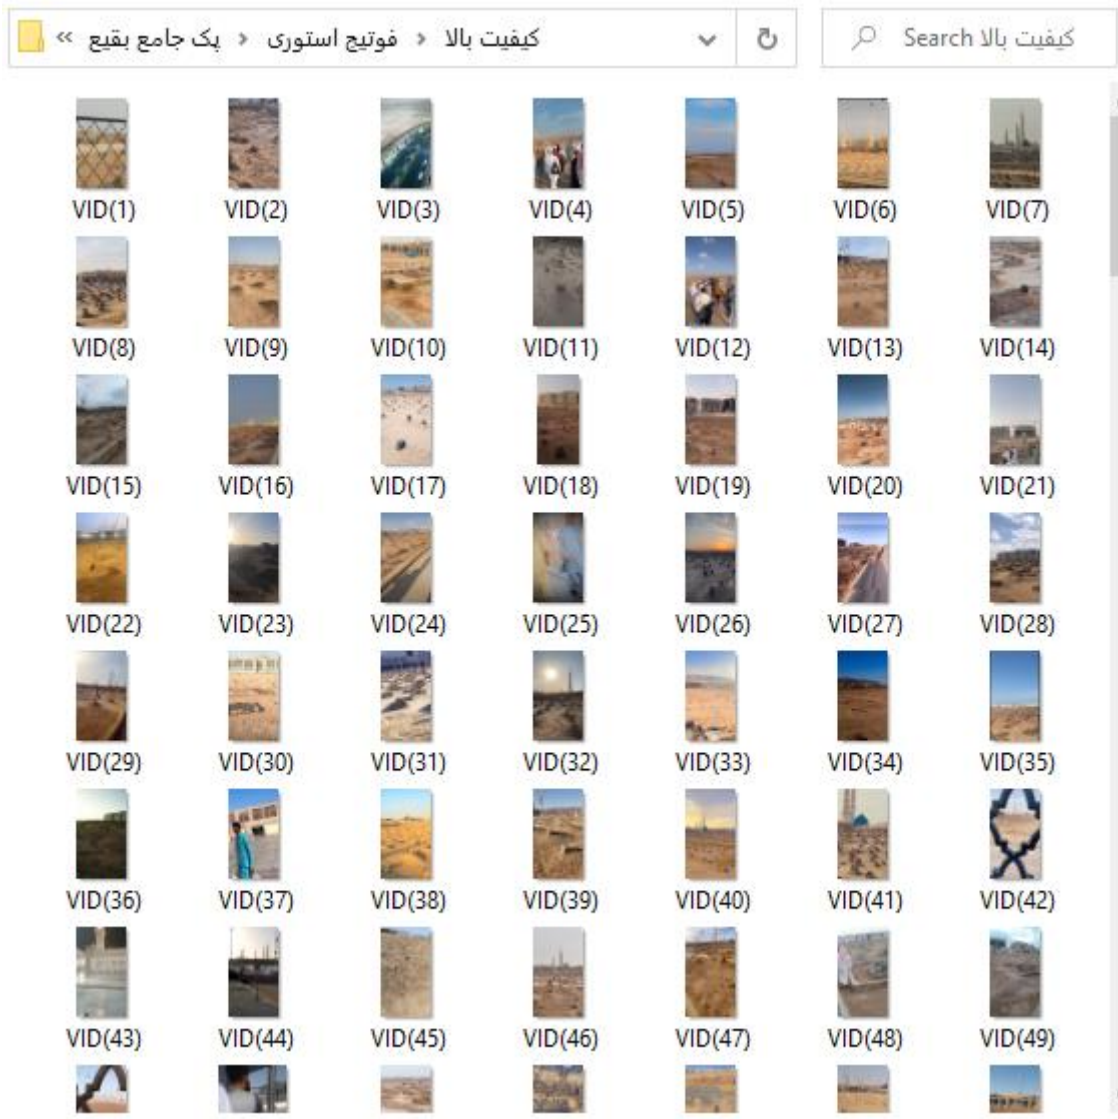 » پک جامع بقیع › فوتیج استوری › کیفیت بالا
Search کیفیت بالا
VID(1) VID(2) VID(3) VID(4) VID(5) VID(6) VID(7)
VID(8) VID(9) VID(10) VID(11) VID(12) VID(13) VID(14)
VID(15) VID(16) VID(17) VID(18) VID(19) VID(20) VID(21)
VID(22) VID(23) VID(24) VID(25) VID(26) VID(27) VID(28)
VID(29) VID(30) VID(31) VID(32) VID(33) VID(34) VID(35)
VID(36) VID(37) VID(38) VID(39) VID(40) VID(41) VID(42)
VID(43) VID(44) VID(45) VID(46) VID(47) VID(48) VID(49)